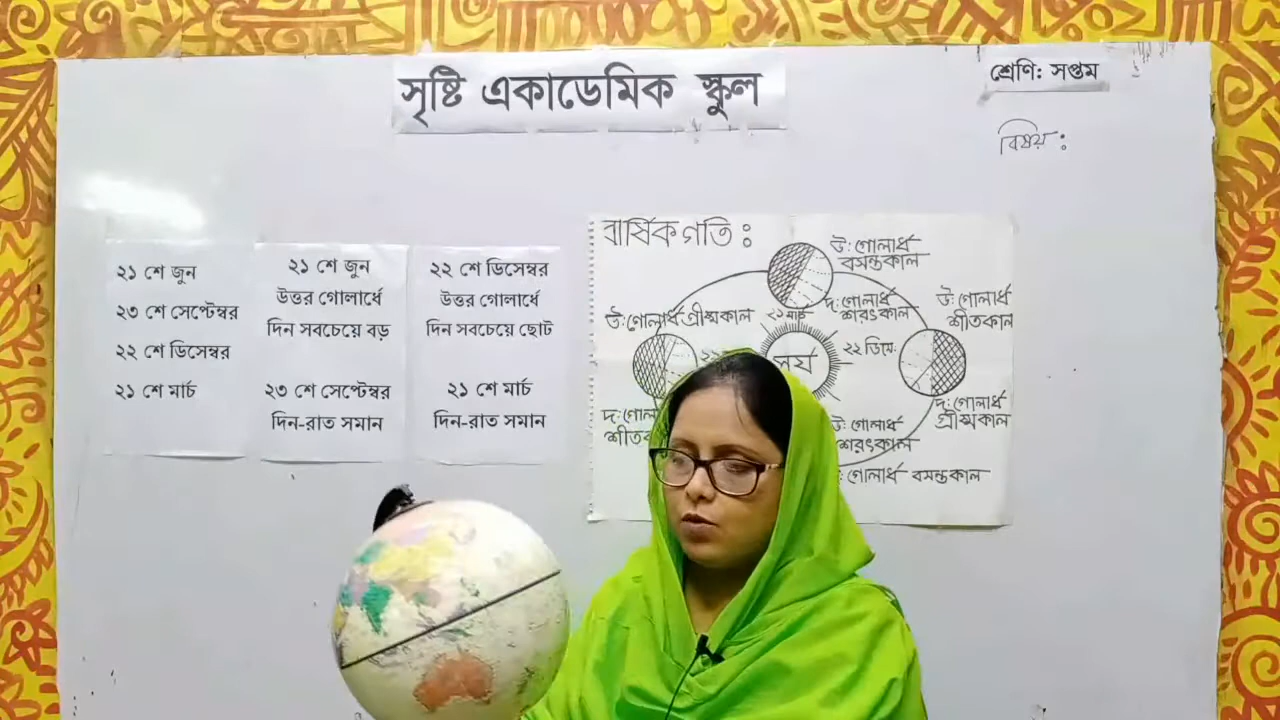 সৃষ্টি একাডেমিক স্কুল
শ্রেণিঃ সপ্তম
বিষয়ঃ
২১ শে জুন
২৩ শে সেপ্টেম্বর
২২ শে ডিসেম্বর
২১ শে মার্চ
২১ শে জুন
উত্তর গোলার্ধে
দিন সবচেয়ে বড়
২৩ শে সেপ্টেম্বর
দিন-রাত সমান
২২ শে ডিসেম্বর
উত্তর গোলার্ধে
দিন সবচেয়ে ছোট
২১ শে মার্চ
দিন-রাত সমান
বার্ষিক গতিঃ
উঃ গোলার্ধ
বসন্তকাল
দঃ গোলার্ধ
শরৎকাল
২১ মার্চ
উঃ গোলার্ধ
শীতকাল
উঃ গোলার্ধ গ্রীষ্মকাল
সূর্য
২২ ডিসে.
দঃ গোলার্ধ
গ্রীষ্মকাল
দঃ
উঃ গোলার্ধ
শরৎকাল
গোলার্ধ বসন্তকাল